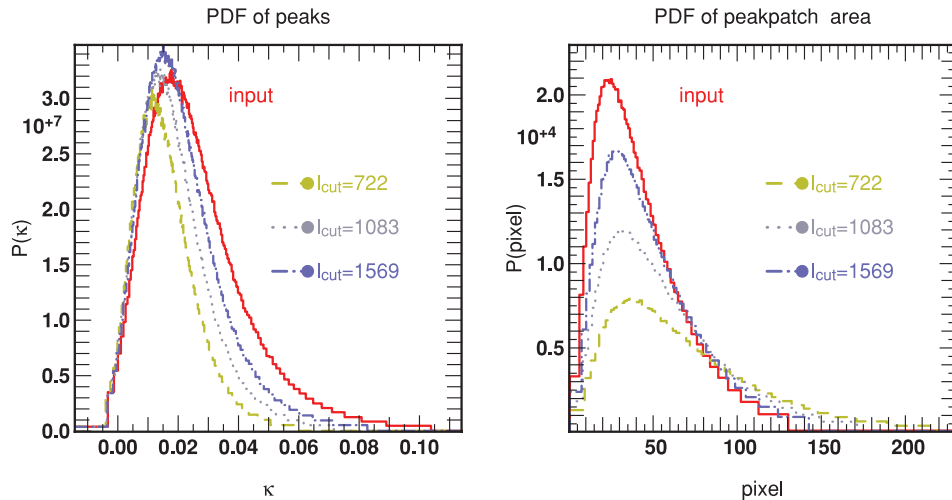 PDF of peaks
3.0
10+7
2.5
2.0
1.5
1.0
0.5
0.0
P(κ)
input
lcut=722
lcut=1083
lcut=1569
0.00 0.02 0.04 0.06 0.08 0.10
κ
PDF of peakpatch area
2.0
10+4
1.5
1.0
0.5
P(pixel)
input
lcut=722
lcut=1083
lcut=1569
50 100 150 200
pixel